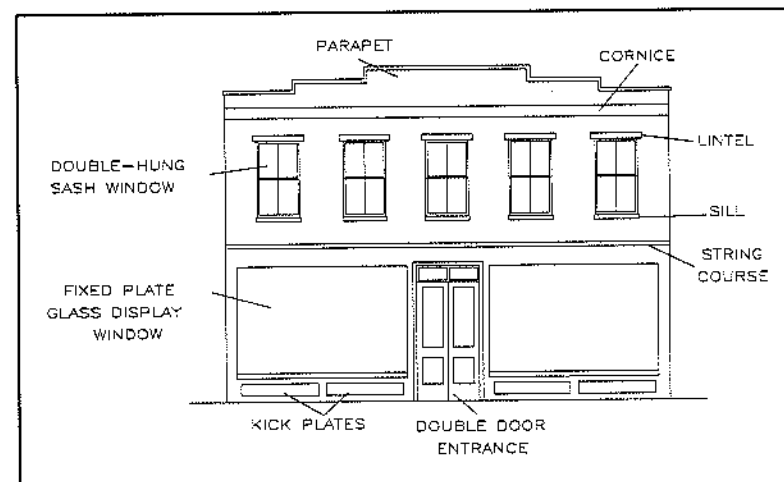 PARAPET
CORNICE
LINTEL
DOUBLE-HUNG
SASH WINDOW
SILL
STRING
COURSE
FIXED PLATE
GLASS DISPLAY
WINDOW
KICK PLATES
DOUBLE DOOR
ENTRANCE